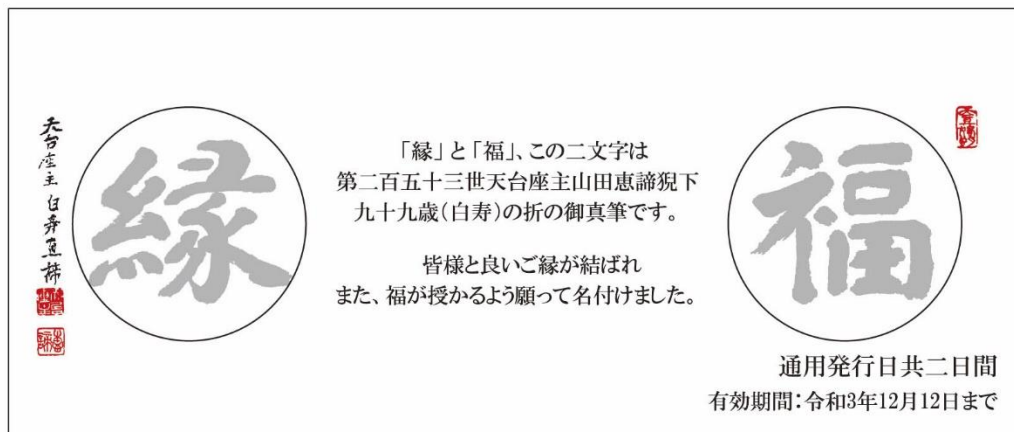 福
「縁」と「福」、この二文字は
第二百五十三世天台座主山田恵諦猊下
九十九歳(白寿)の折の御真筆です。
皆様と良いご縁が結ばれ
また、福が授かるよう願って名付けました。
縁
天台座主 白寿恵諦
通用発行日共二日間
有効期間:令和3年12月12日まで